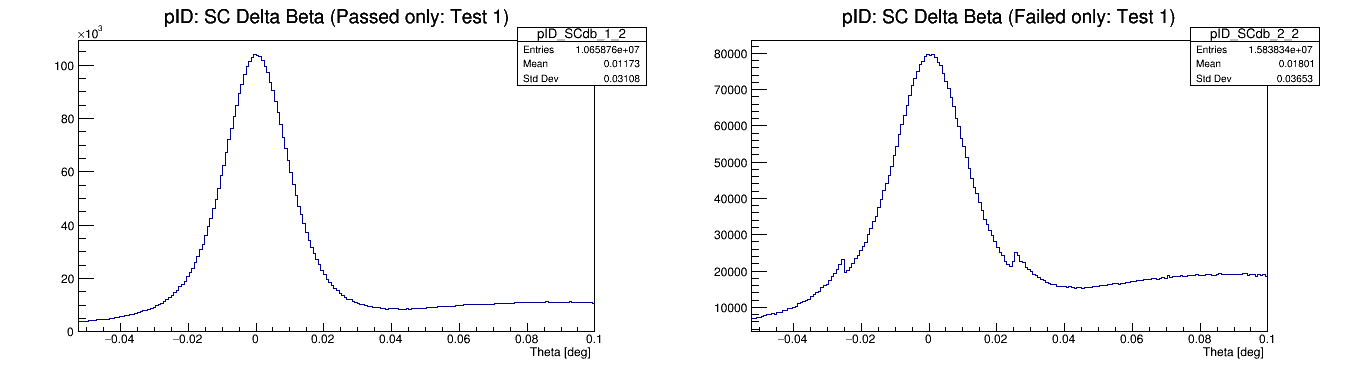 pID: SC Delta Beta (Passed only: Test 1)
×10³
pID_SCdb_1_2
Entries 1.065876e+07
Mean 0.01173
Std Dev 0.03108
100
80
60
40
20
0
−0.04 −0.02 0 0.02 0.04 0.06 0.08 0.1
Theta [deg]
pID: SC Delta Beta (Failed only: Test 1)
pID_SCdb_2_2
Entries 1.583834e+07
Mean 0.01801
Std Dev 0.03653
80000
70000
60000
50000
40000
30000
20000
10000
−0.04 −0.02 0 0.02 0.04 0.06 0.08 0.1
Theta [deg]